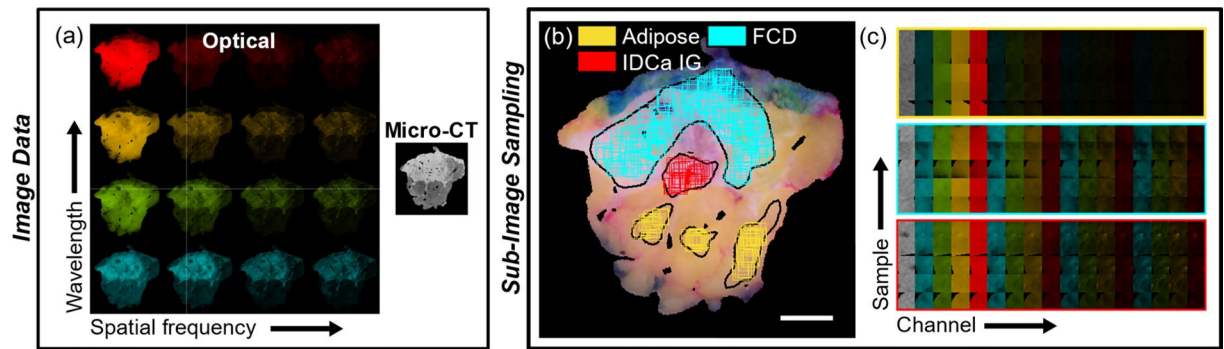 Image Data
(a)
Optical
Micro-CT
Wavelength
Spatial frequency
Sub-Image Sampling
(b)
Adipose
FCD
IDCa IG
(c)
Sample
Channel